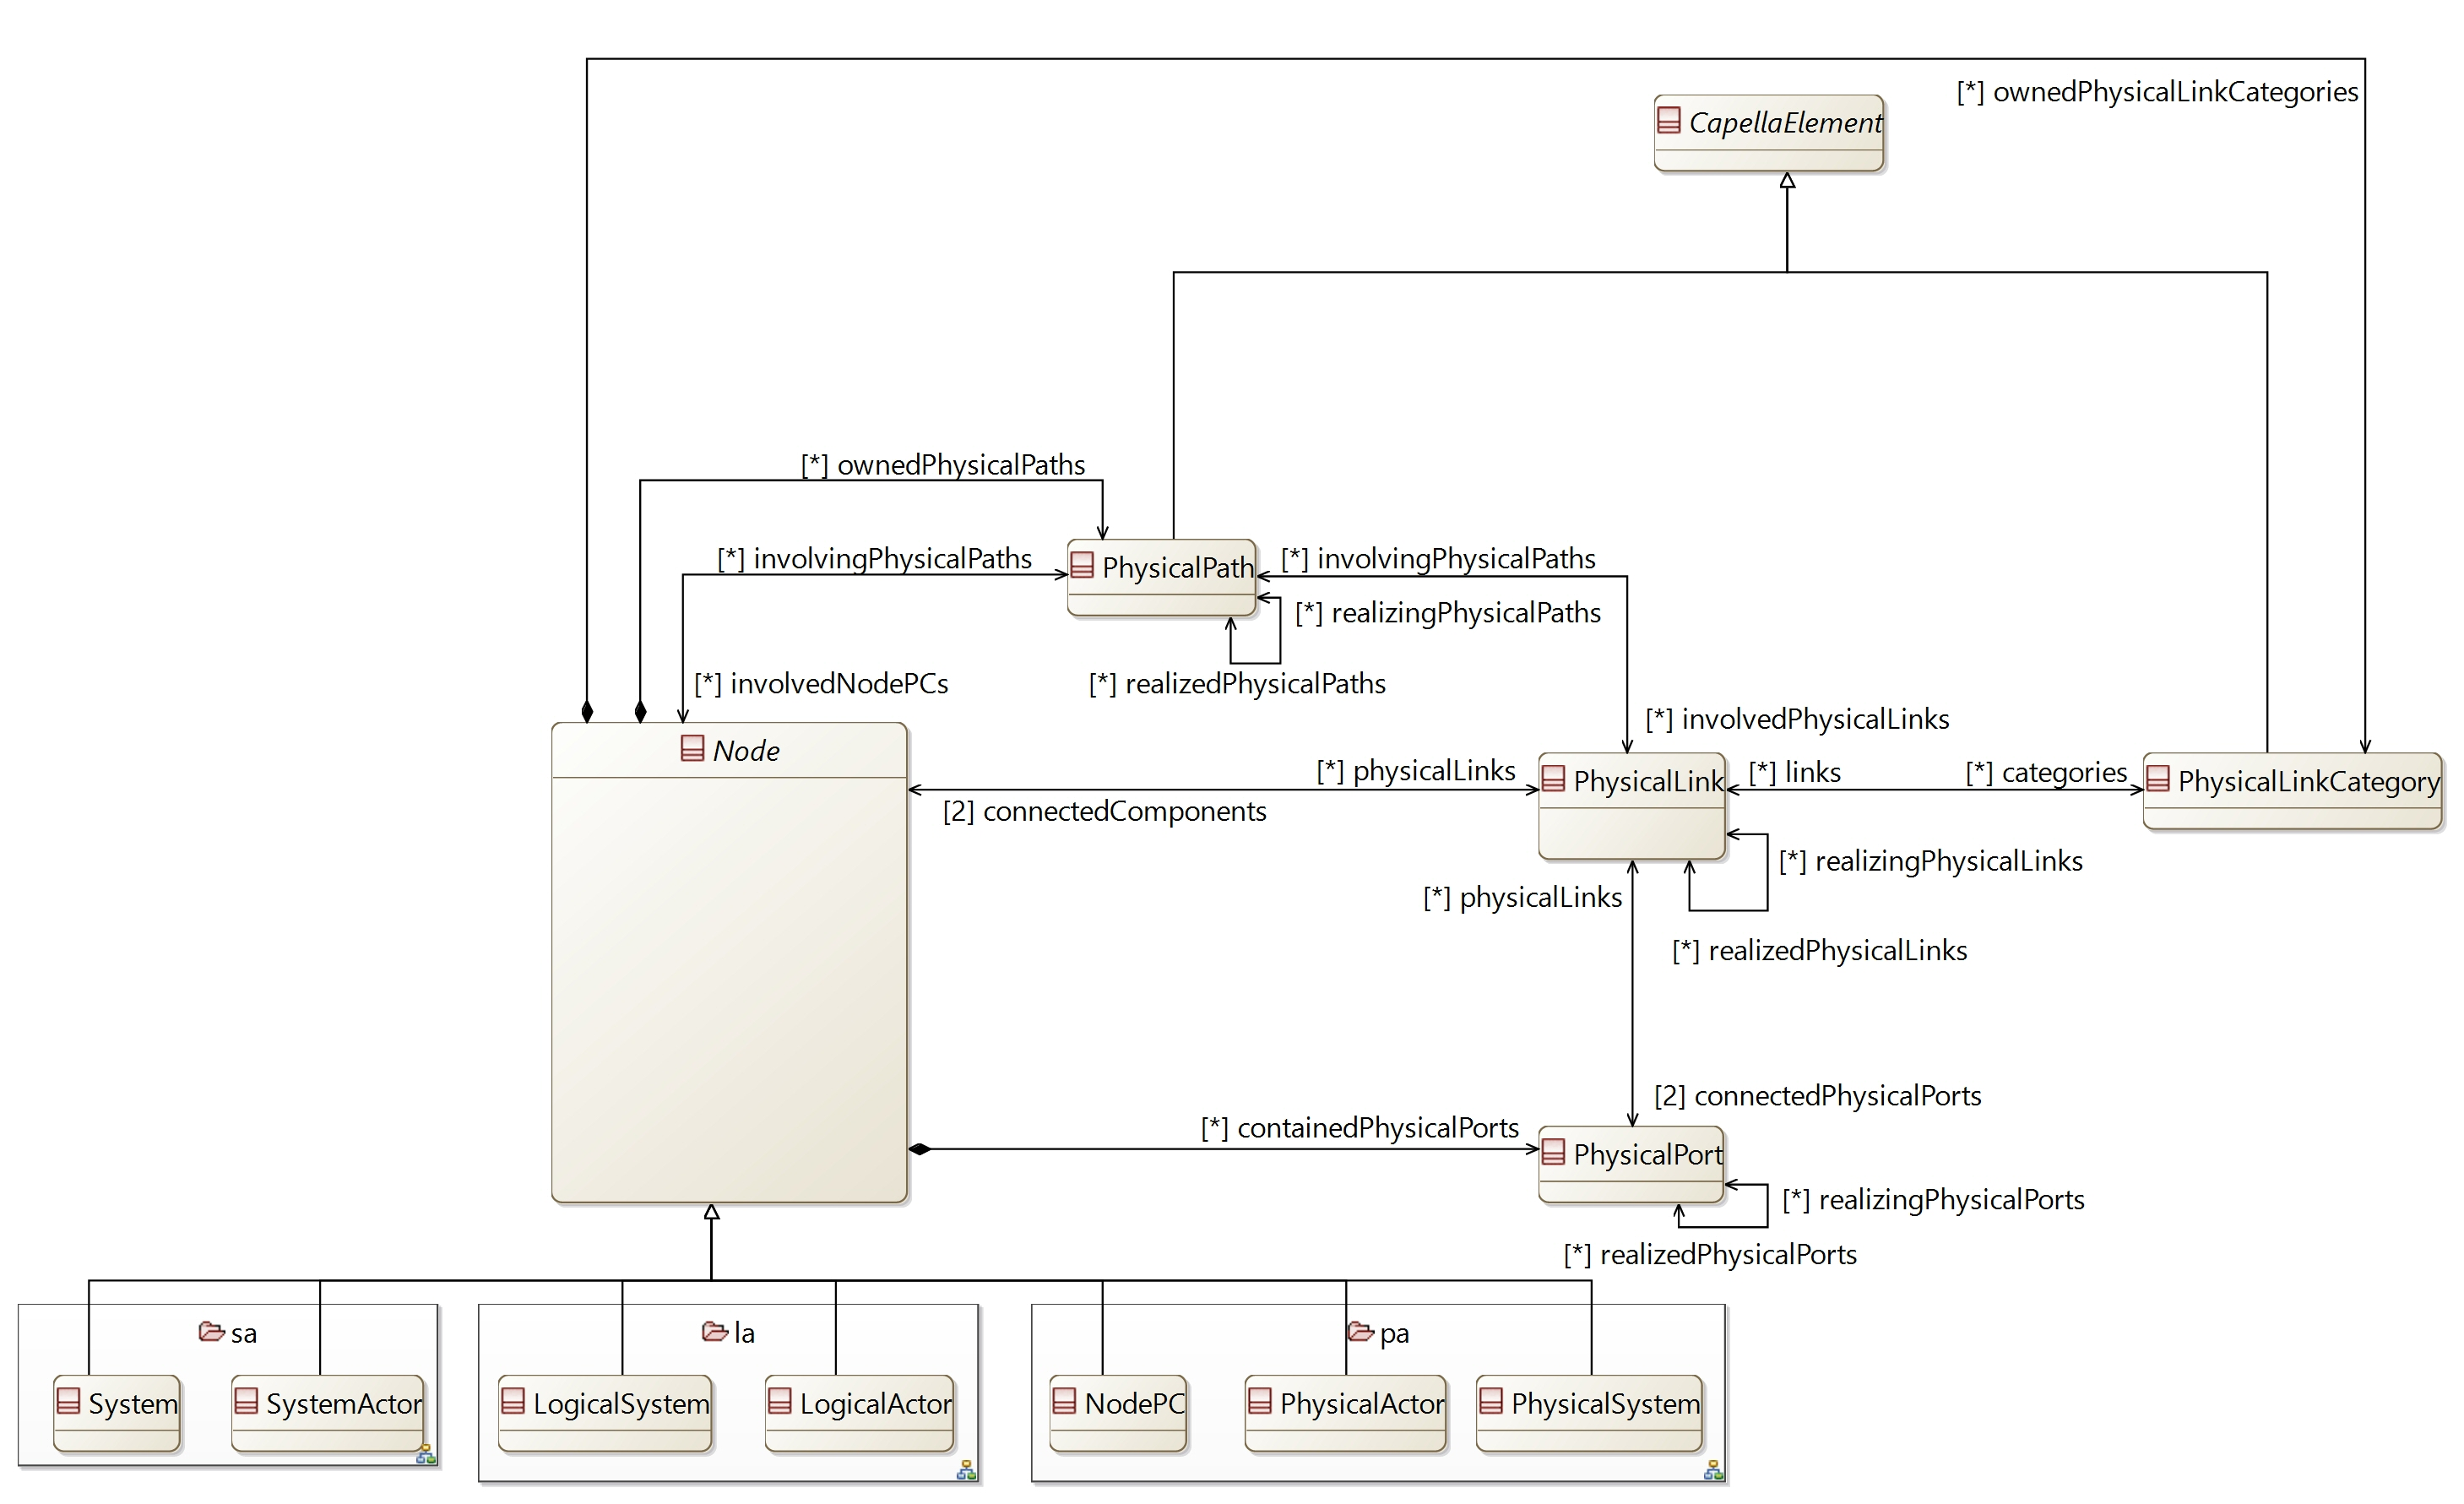 [*] ownedPhysicalLinkCategories
CapellaElement
[*] ownedPhysicalPaths
[*] involvingPhysicalPaths
PhysicalPath
[*] involvingPhysicalPaths
[*] realizingPhysicalPaths
[*] involvedNodePCs
[*] realizedPhysicalPaths
[*] involvedPhysicalLinks
Node
[*] physicalLinks
PhysicalLink
[*] links
[*] categories
PhysicalLinkCategory
[2] connectedComponents
[*] realizingPhysicalLinks
[*] physicalLinks
[*] realizedPhysicalLinks
[2] connectedPhysicalPorts
[*] containedPhysicalPorts
PhysicalPort
[*] realizingPhysicalPorts
[*] realizedPhysicalPorts
sa
la
pa
System
SystemActor
LogicalSystem
LogicalActor
NodePC
PhysicalActor
PhysicalSystem